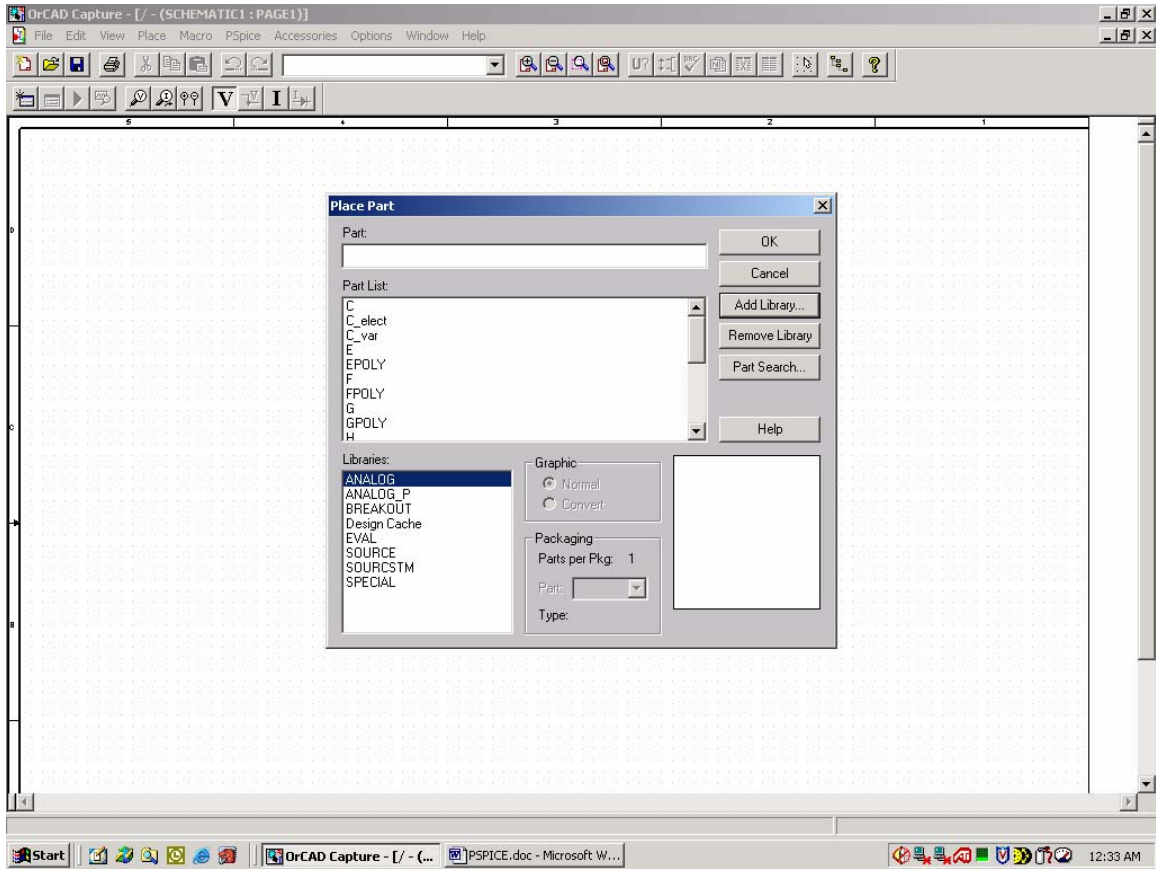 OrCAD Capture - [/ - (SCHEMATIC1 : PAGE1)]
File Edit View Place Macro PSpice Accessories Options Window Help
U? DRC
V V I I
5 4 3 2 1
D
C
B
Place Part
Part:
OK
Cancel
Part List:
Add Library...
C
C_elect
C_var
Remove Library
E
EPOLY
Part Search...
F
FPOLY
G
GPOLY
Help
H
Libraries:
ANALOG
ANALOG_P
BREAKOUT
Design Cache
EVAL
SOURCE
SOURCSTM
SPECIAL
Graphic
Normal
Convert
Packaging
Parts per Pkg: 1
Part:
Type:
Start
OrCAD Capture - [/ - (...
PSPICE.doc - Microsoft W...
12:33 AM